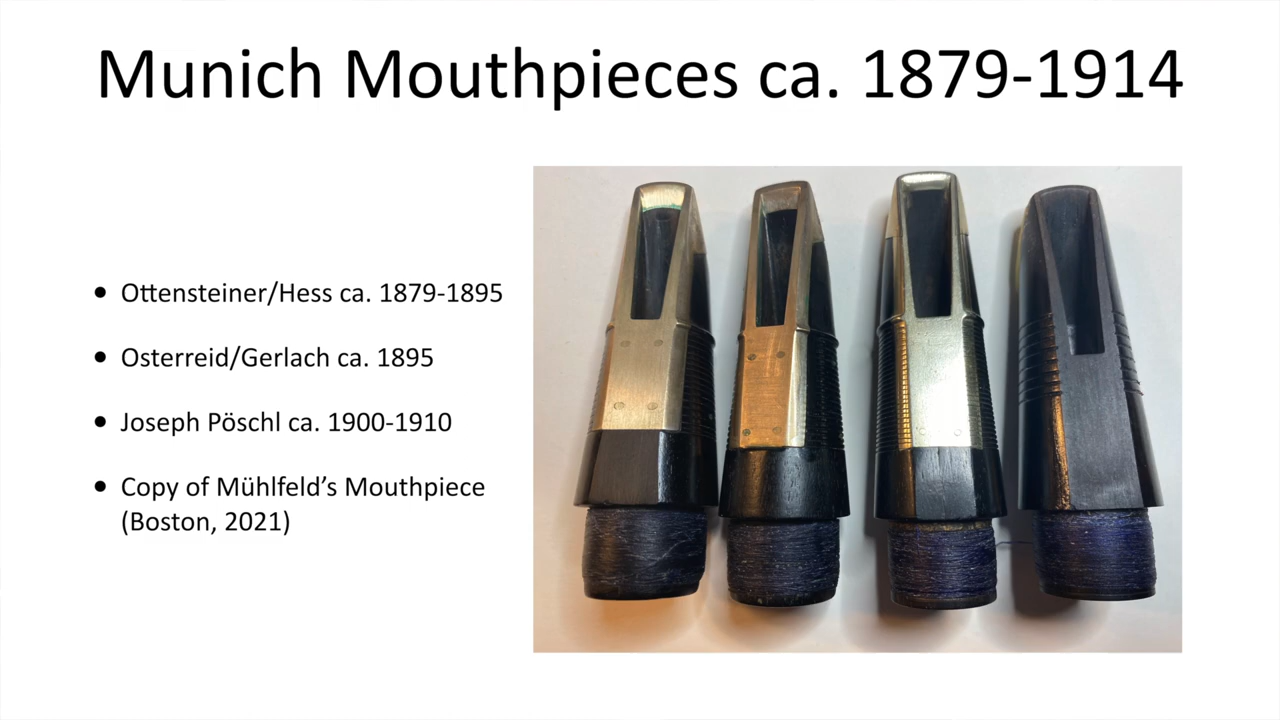 Munich Mouthpieces ca. 1879-1914
• Ottensteiner/Hess ca. 1879-1895
• Osterreid/Gerlach ca. 1895
• Joseph Pöschl ca. 1900-1910
• Copy of Mühlfeld’s Mouthpiece
(Boston, 2021)